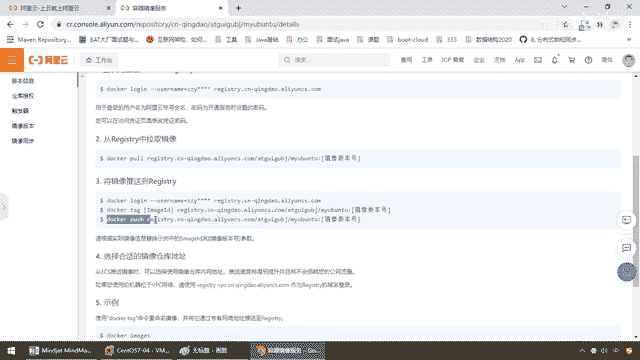 阿里云-上云就上阿里云
容器镜像服务
cr.console.aliyun.com/repository/cn-qingdao/atguigubj/myubuntu/details
Maven Repository...
BAT大厂面试题与...
互联网架构、如何...
工具
java基础
办公
面试java
课题
boot-cloud
333
数据结构2020
8. 分布式锁和同步...
阿里云
工作台
搜索...
费用
工单
ICP 备案
企业
支持
App
简体
基本信息
仓库授权
触发器
镜像版本
镜像同步
$ docker login --username=zzy**** registry.cn-qingdao.aliyuncs.com
用于登录的用户名为阿里云账号全名，密码为开通服务时设置的密码。
您可以在访问凭证页面修改凭证密码。
2. 从Registry中拉取镜像
$ docker pull registry.cn-qingdao.aliyuncs.com/atguigubj/myubuntu:[镜像版本号]
3. 将镜像推送到Registry
$ docker login --username=zzy**** registry.cn-qingdao.aliyuncs.com
$ docker tag [ImageId] registry.cn-qingdao.aliyuncs.com/atguigubj/myubuntu:[镜像版本号]
$ docker push registry.cn-qingdao.aliyuncs.com/atguigubj/myubuntu:[镜像版本号]
请根据实际镜像信息替换示例中的[ImageId]和[镜像版本号]参数。
4. 选择合适的镜像仓库地址
从ECS推送镜像时，可以选择使用镜像仓库内网地址。推送速度将得到提升并且将不会损耗您的公网流量。
如果您使用的机器位于VPC网络，请使用 registry-vpc.cn-qingdao.aliyuncs.com 作为Registry的域名登录。
5. 示例
使用"docker tag"命令重命名镜像，并将它通过专有网络地址推送至Registry。
$ docker images
Mindjet MindMa...
CentOS7-04 - VM...
无标题 - 画图
容器镜像服务 - Go...